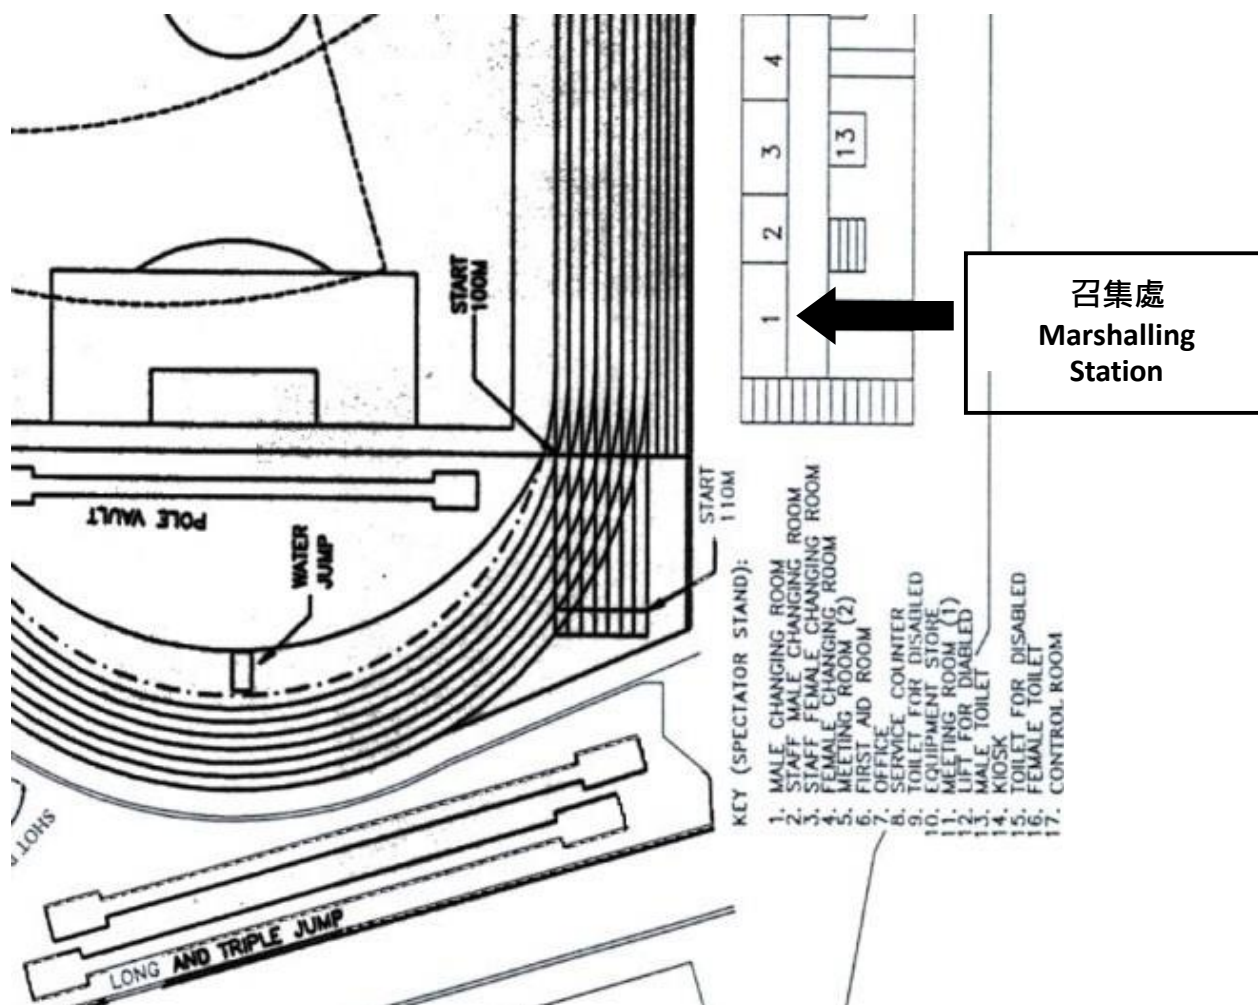 4
3
13
2
1
召集處
Marshalling
Station
START
100M
START
110M
POLE VAULT
WATER
JUMP
KEY (SPECTATOR STAND):
1. MALE CHANGING ROOM
2. STAFF MALE CHANGING ROOM
3. STAFF FEMALE CHANGING ROOM
4. FEMALE CHANGING ROOM
5. MEETING ROOM (2)
6. FIRST AID ROOM
7. OFFICE
8. SERVICE COUNTER
9. TOILET FOR DISABLED
10. EQUIPMENT STORE
11. MEETING ROOM (1)
12. LIFT FOR DIABLED
13. MALE TOILET
14. KIOSK
15. TOILET FOR DISABLED
16. FEMALE TOILET
17. CONTROL ROOM
SHOT
LONG AND TRIPLE JUMP